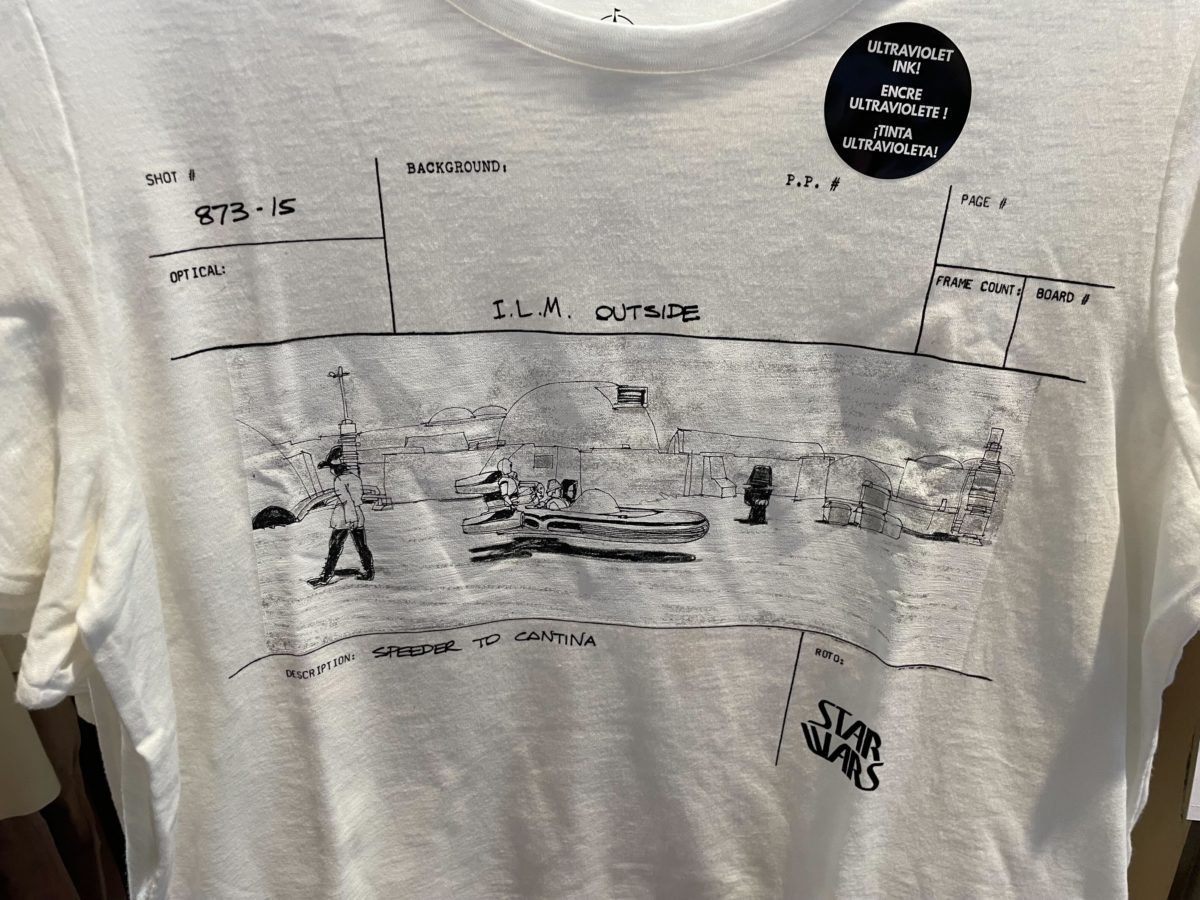 ULTRAVIOLET
INK!
ENCRE
ULTRAVIOLETE !
¡TINTA
ULTRAVIOLETA!
SHOT #
873-15
BACKGROUND:
P.P. #
PAGE #
OPTICAL:
I.L.M. OUTSIDE
FRAME COUNT:
BOARD #
DESCRIPTION: SPEEDER TO CANTINA
ROTO:
STAR
WARS